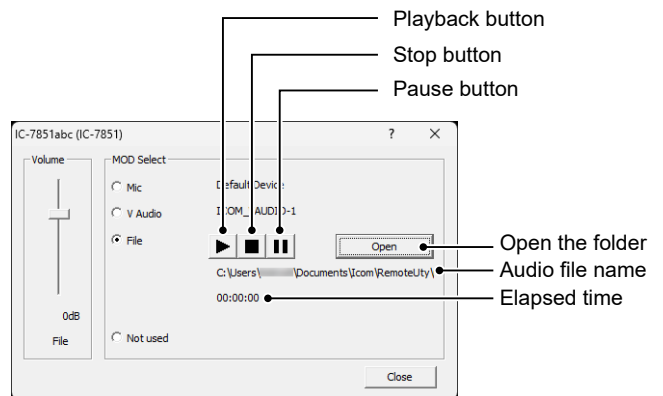 Playback button
Stop button
Pause button
IC-7851abc (IC-7851)
? ×
Volume
MOD Select
Mic
Default Device
V Audio
AUDIO-1
File
Open
Open the folder
C:\Users\ \Documents\Icom\RemoteUty\
Audio file name
00:00:00
Elapsed time
0dB
File
Not used
Close